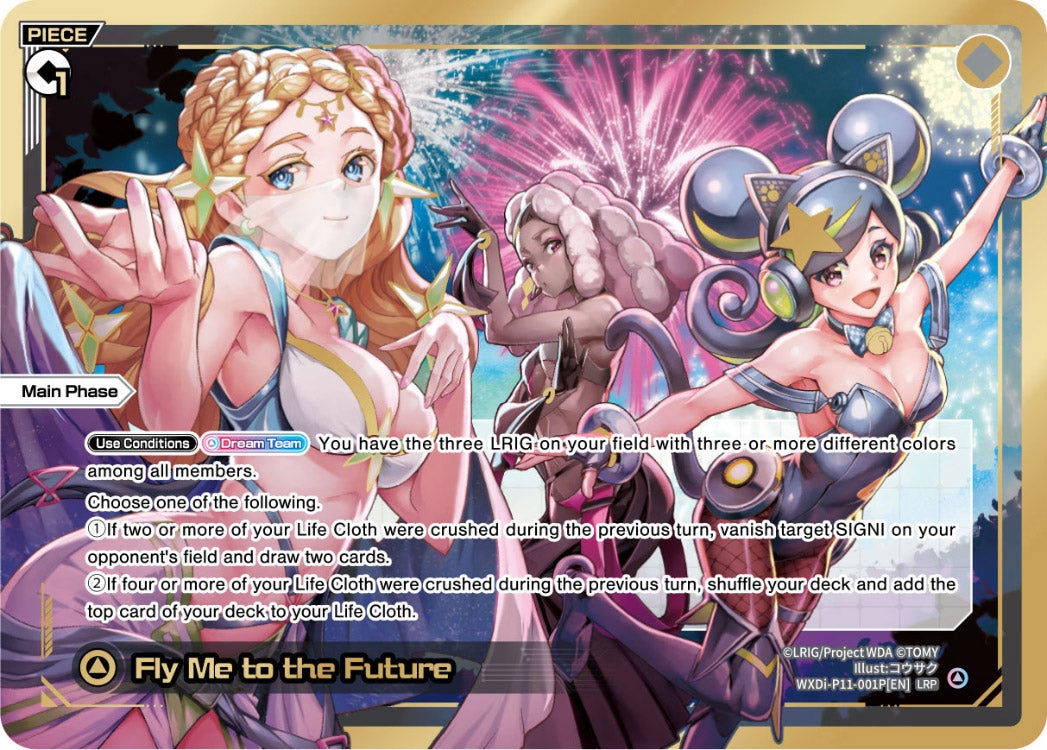 PIECE
1
Main Phase
Use Conditions Dream Team You have the three LRIG on your field with three or more different colors
among all members.
Choose one of the following.
①If two or more of your Life Cloth were crushed during the previous turn, vanish target SIGNI on your
opponent's field and draw two cards.
②If four or more of your Life Cloth were crushed during the previous turn, shuffle your deck and add the
top card of your deck to your Life Cloth.
Fly Me to the Future
©LRIG/Project WDA ©TOMY
Illust:コウサク
WXDi-P11-001P[EN] LRP